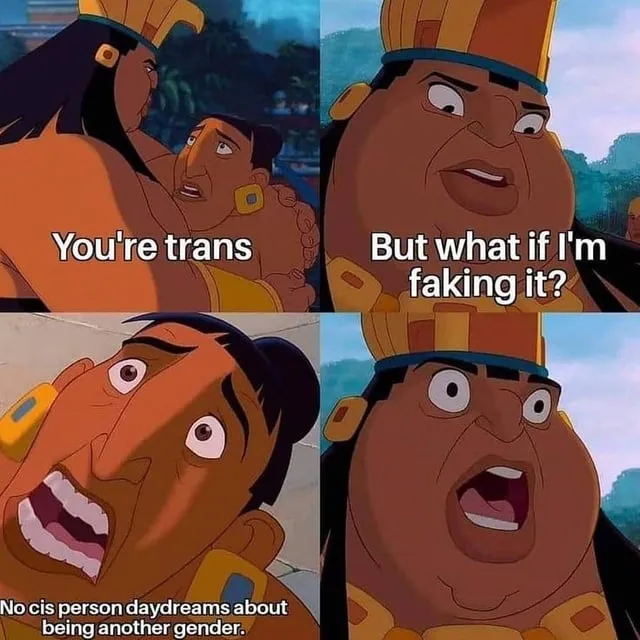 You're trans
But what if I'm
faking it?
No cis person daydreams about
being another gender.